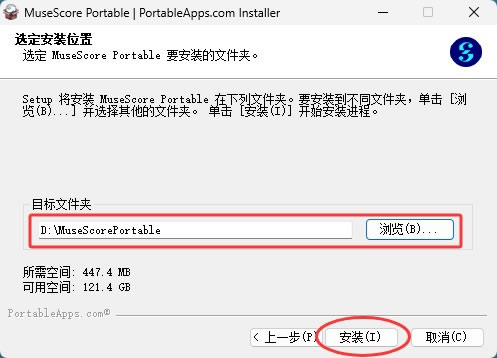 MuseScore Portable | PortableApps.com Installer
选定安装位置
选定 MuseScore Portable 要安装的文件夹。
Setup 将安装 MuseScore Portable 在下列文件夹。要安装到不同文件夹，单击 [浏
览(B)...] 并选择其他的文件夹。 单击 [安装(I)] 开始安装进程。
目标文件夹
D:\MuseScorePortable
浏览(B)...
所需空间: 447.4 MB
可用空间: 121.4 GB
PortableApps.com®
< 上一步(P)
安装(I)
取消(C)